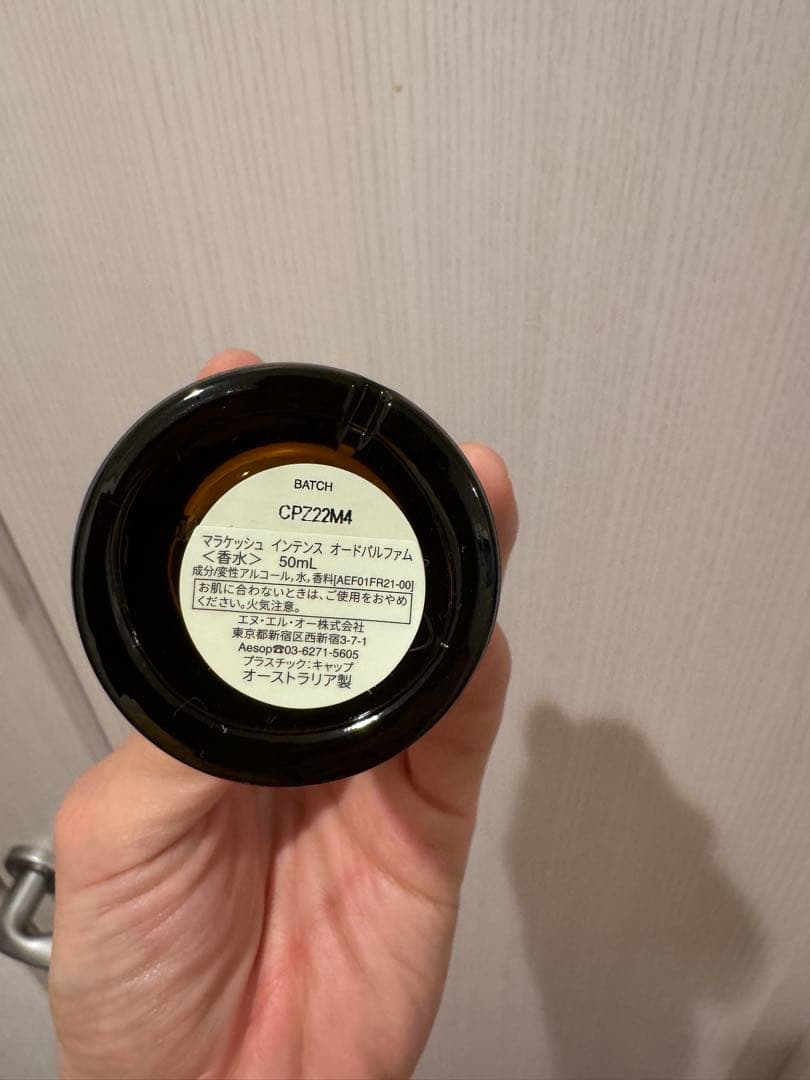 BATCH
CPZ22M4
マラケッシュ インテンス オードパルファム
＜香水＞ 50mL
成分/変性アルコール,水,香料[AEF01FR21-00]
お肌に合わないときは、ご使用をおやめ
ください。火気注意。
エヌ・エル・オー株式会社
東京都新宿区西新宿3-7-1
Aesop☎03-6271-5605
プラスチック:キャップ
オーストラリア製